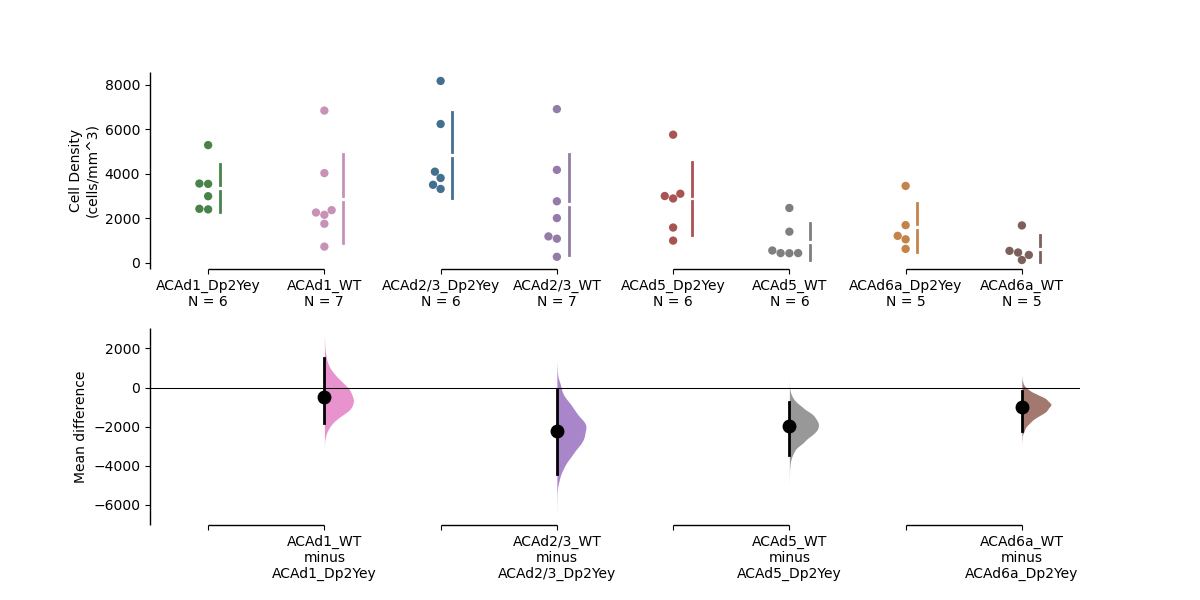 8000
6000
4000
2000
0
Cell Density
(cells/mm^3)
ACAd1_Dp2Yey
N = 6
ACAd1_WT
N = 7
ACAd2/3_Dp2Yey
N = 6
ACAd2/3_WT
N = 7
ACAd5_Dp2Yey
N = 6
ACAd5_WT
N = 6
ACAd6a_Dp2Yey
N = 5
ACAd6a_WT
N = 5
2000
0
−2000
−4000
−6000
Mean difference
ACAd1_WT
minus
ACAd1_Dp2Yey
ACAd2/3_WT
minus
ACAd2/3_Dp2Yey
ACAd5_WT
minus
ACAd5_Dp2Yey
ACAd6a_WT
minus
ACAd6a_Dp2Yey